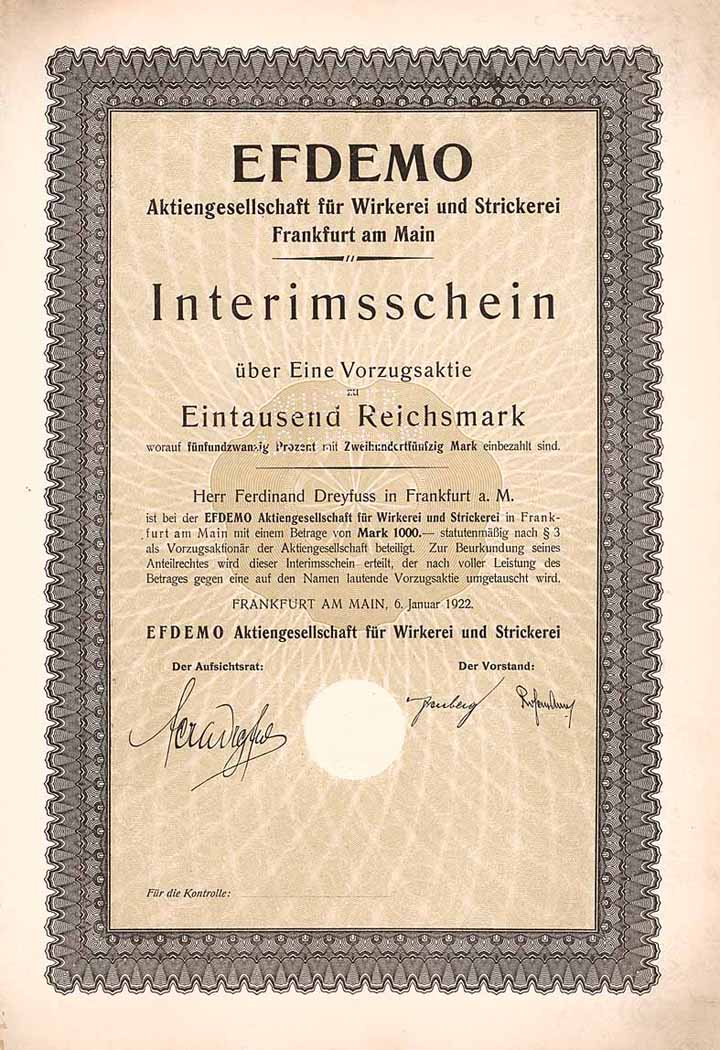 EFDEMO
Aktiengesellschaft für Wirkerei und Strickerei
Frankfurt am Main
Interimsschein
über Eine Vorzugsaktie
zu
Eintausend Reichsmark
worauf fünfundzwanzig Prozent mit Zweihundertfünfzig Mark einbezahlt sind.
Herr Ferdinand Dreyfuss in Frankfurt a. M.
ist bei der EFDEMO Aktiengesellschaft für Wirkerei und Strickerei in Frank-
furt am Main mit einem Betrage von Mark 1000.— statutenmäßig nach § 3
als Vorzugsaktionär der Aktiengesellschaft beteiligt. Zur Beurkundung seines
Anteilrechtes wird dieser Interimsschein erteilt, der nach voller Leistung des
Betrages gegen eine auf den Namen lautende Vorzugsaktie umgetauscht wird.
FRANKFURT AM MAIN, 6. Januar 1922.
EFDEMO Aktiengesellschaft für Wirkerei und Strickerei
Der Aufsichtsrat: Der Vorstand:
Für die Kontrolle: